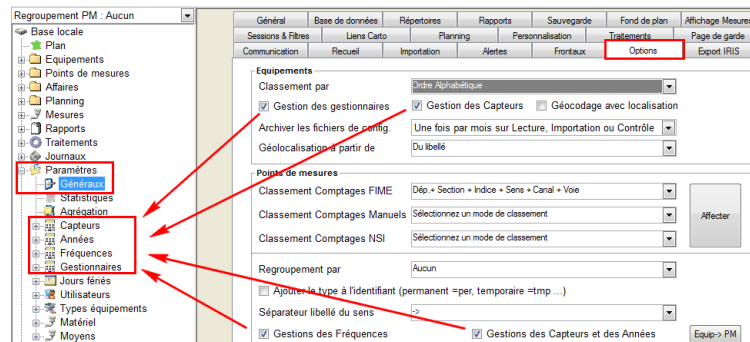 Regroupement PM : Aucun
Base locale
Plan
Equipements
Points de mesures
Affaires
Planning
Mesures
Rapports
Traitements
Journaux
Paramètres
Généraux
Statistiques
Agrégation
Capteurs
Années
Fréquences
Gestionnaires
Jours fériés
Utilisateurs
Types équipements
Matériel
Moyens
Général Base de données Répertoires Rapports Sauvegarde Fond de plan Affichage Mesures
Sessions & Filtres Liens Carto Planning Personnalisation Traitements Page de garde
Communication Recueil Importation Alertes Frontaux Options Export IRIS
Equipements
Classement par Ordre Alphabétique
Gestion des gestionnaires Gestion des Capteurs Géocodage avec localisation
Archiver les fichiers de config. Une fois par mois sur Lecture, Importation ou Contrôle
Géolocalisation à partir de Du libellé
Points de mesures
Classement Comptages FIME Dép.+ Section + Indice + Sens + Canal + Voie
Classement Comptages Manuels Sélectionnez un mode de classement
Affecter
Classement Comptages NSI Sélectionnez un mode de classement
Regroupement par Aucun
Ajouter le type à l'identifiant (permanent =per, temporaire =tmp ...)
Séparateur libellé du sens ->
Gestions des Fréquences Gestions des Capteurs et des Années Equip-> PM